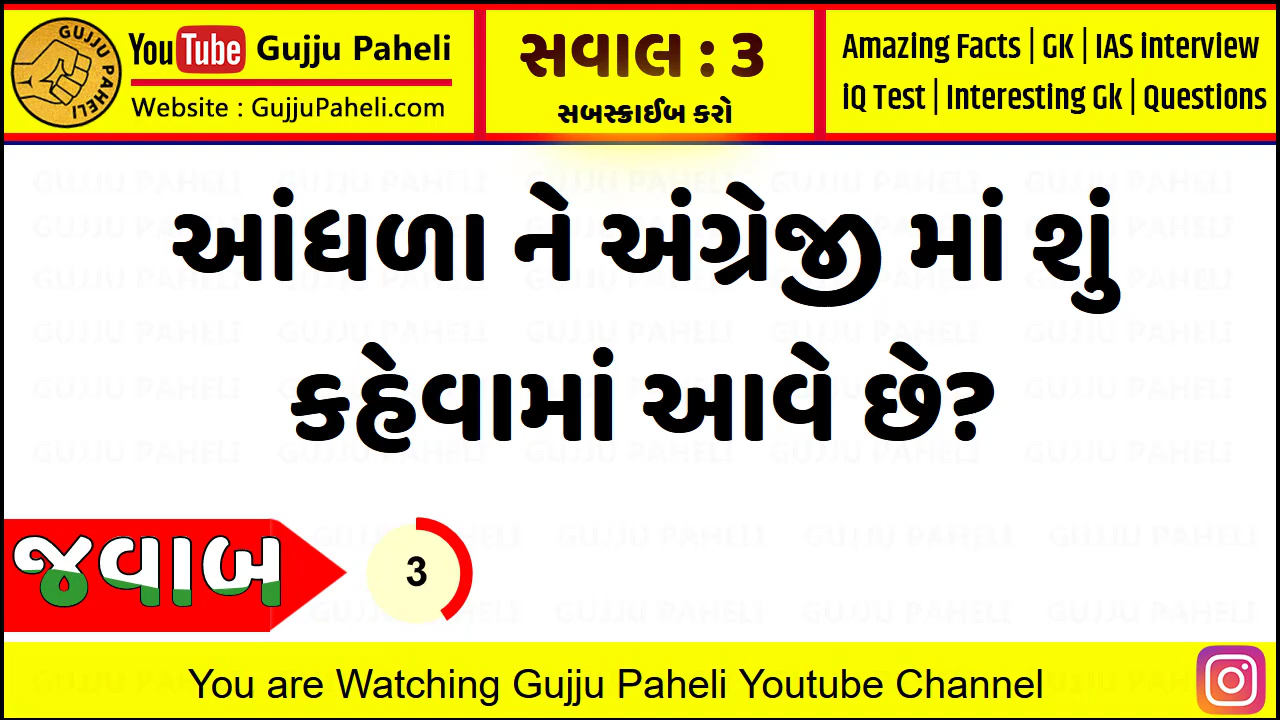 GUJJU PAHELI
YouTube Gujju Paheli
Website : GujjuPaheli.com
સવાલ : 3
સબસ્ક્રાઈબ કરો
Amazing Facts | GK | IAS interview
iQ Test | Interesting Gk | Questions
આંધળા ને અંગ્રેજી માં શું
કહેવામાં આવે છે?
જવાબ
3
You are Watching Gujju Paheli Youtube Channel